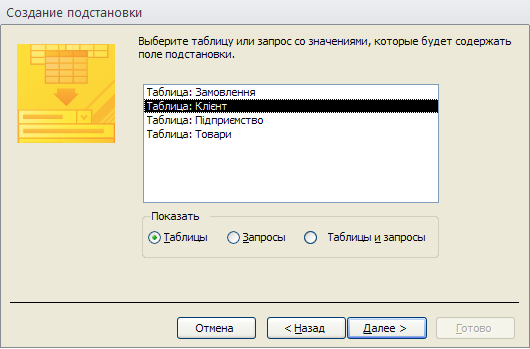 Создание подстановки
Выберите таблицу или запрос со значениями, которые будет содержать
поле подстановки.
Таблица: Замовлення
Таблица: Клієнт
Таблица: Підприємство
Таблица: Товари
Показать
Таблицы Запросы Таблицы и запросы
Отмена < Назад Далее > Готово